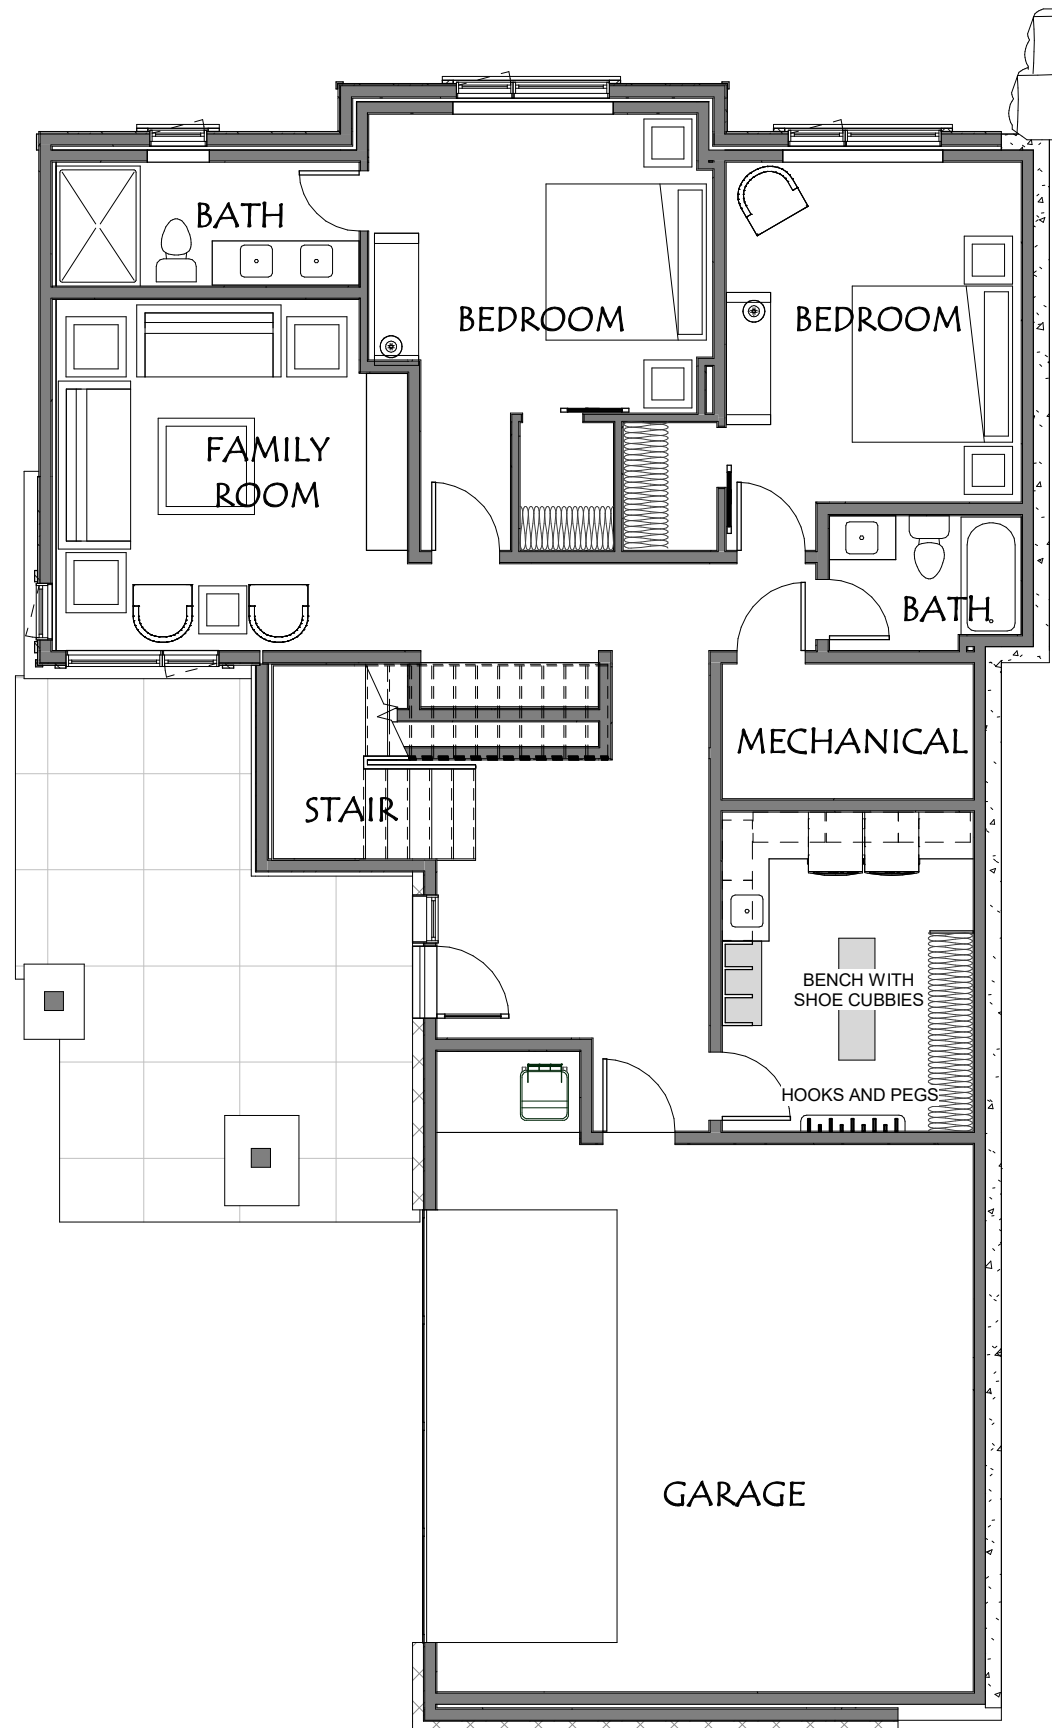 BATH
BEDROOM
BEDROOM
FAMILY
ROOM
BATH
MECHANICAL
STAIR
BENCH WITH
SHOE CUBBIES
HOOKS AND PEGS
GARAGE